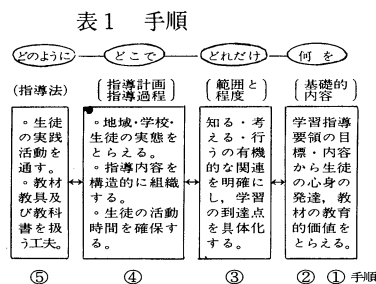 表1　手順
どのように　どこで　どれだけ　何を
(指導法)
指導計画
指導過程
範囲と
程度
基礎的
内容
。生徒
の実践
活動を
通す。
。教材
教具及
び教科
書を扱
う工夫。
。地域・学校・
生徒の実態を
とらえる。
。指導内容を
構造的に組織
する。
。生徒の活動
時間を確保す
る。
知る・考
える・行
うの有機
的な関連
を明確に
し，学習
の到達点
を具体化
する。
学習指導
要領の目
標・内容
から生徒
の心身の
発達，教
材の教育
的価値を
とらえる。
⑤　④　③　②　①　手順